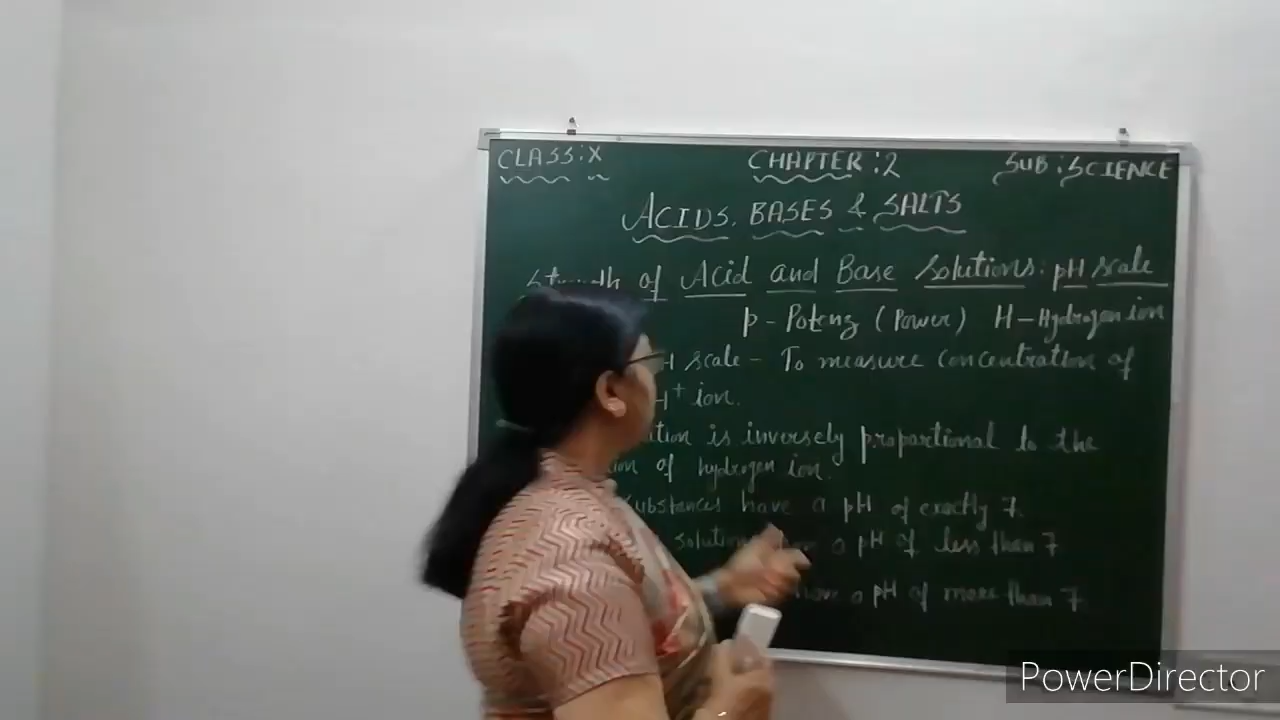 CLASS: X CHAPTER: 2 SUB: SCIENCE
ACIDS, BASES & SALTS
Strength of Acid and Base Solutions: pH scale
p - Potenz (Power) H - Hydrogen ion
H scale - To measure concentration of
H+ ion.
is inversely proportional to the
of hydrogen ion.
substances have a pH of exactly 7.
a pH of less than 7
have a pH of more than 7.
PowerDirector